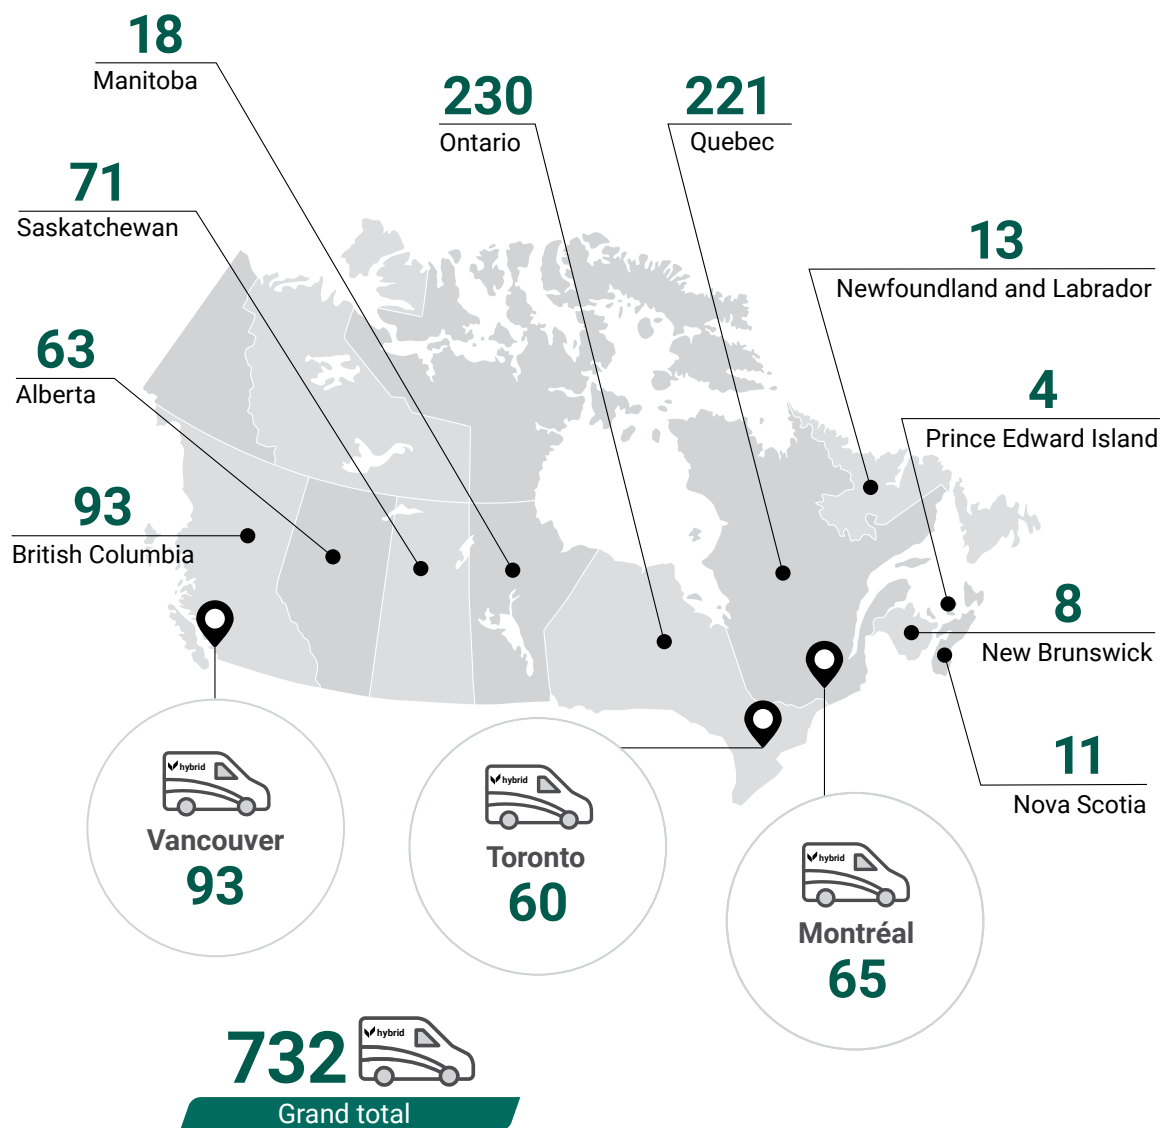 18
Manitoba
230
Ontario
221
Quebec
71
Saskatchewan
13
Newfoundland and Labrador
63
Alberta
4
Prince Edward Island
93
British Columbia
8
New Brunswick
11
Nova Scotia
hybrid
Vancouver
93
hybrid
Toronto
60
hybrid
Montréal
65
732
hybrid
Grand total